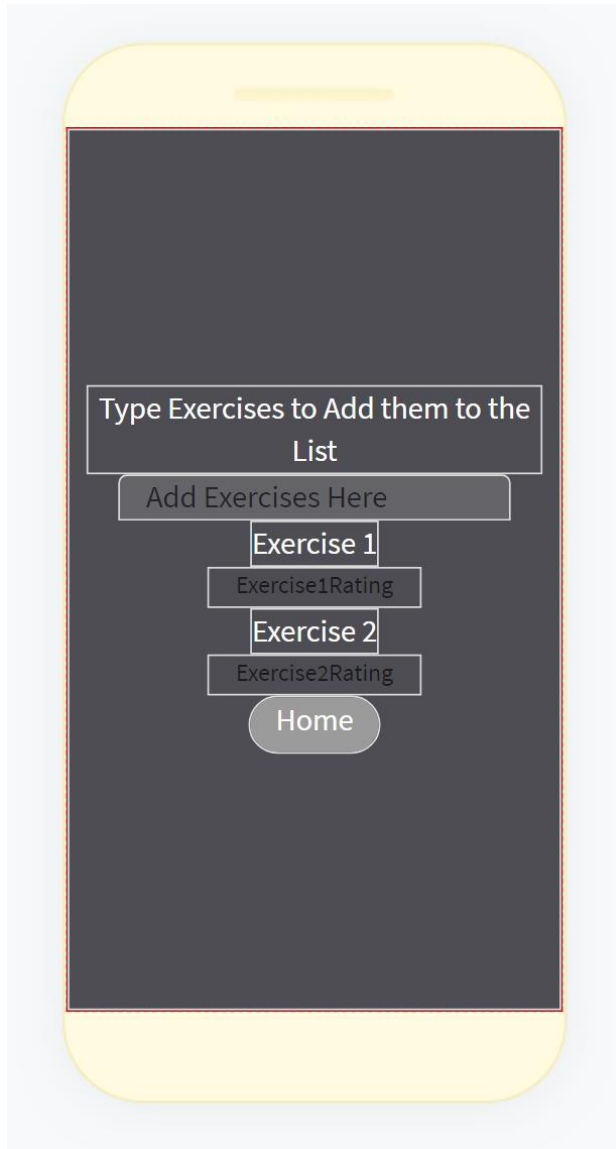 Type Exercises to Add them to the
List
Add Exercises Here
Exercise 1
Exercise1Rating
Exercise 2
Exercise2Rating
Home